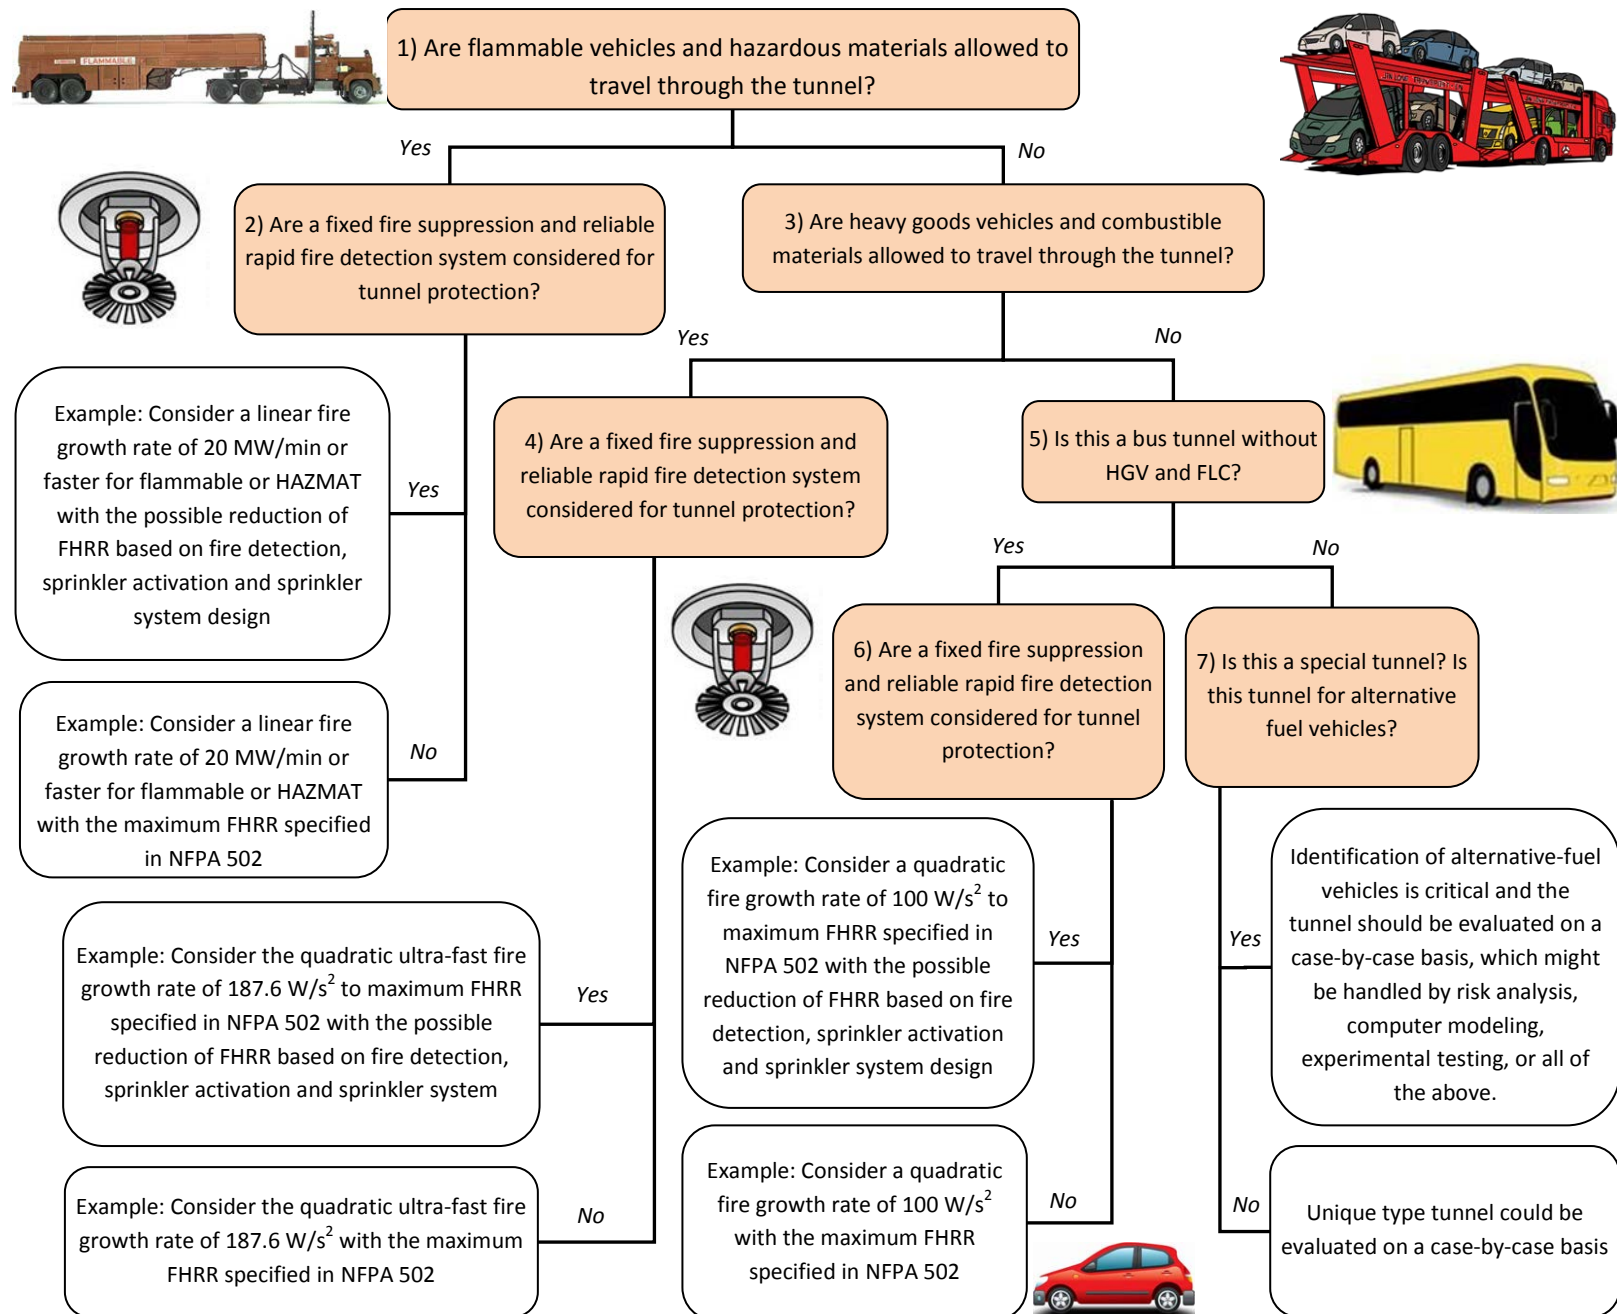 1) Are flammable vehicles and hazardous materials allowed to
travel through the tunnel?
FLAMMABLE
Yes
No
2) Are a fixed fire suppression and reliable
rapid fire detection system considered for
tunnel protection?
3) Are heavy goods vehicles and combustible
materials allowed to travel through the tunnel?
Yes
No
Example: Consider a linear fire
growth rate of 20 MW/min or
faster for flammable or HAZMAT
with the possible reduction of
FHRR based on fire detection,
sprinkler activation and sprinkler
system design
Yes
4) Are a fixed fire suppression and
reliable rapid fire detection system
considered for tunnel protection?
5) Is this a bus tunnel without
HGV and FLC?
Yes
No
Example: Consider a linear fire
growth rate of 20 MW/min or
faster for flammable or HAZMAT
with the maximum FHRR specified
in NFPA 502
No
6) Are a fixed fire suppression
and reliable rapid fire detection
system considered for tunnel
protection?
7) Is this a special tunnel? Is
this tunnel for alternative
fuel vehicles?
Example: Consider the quadratic ultra-fast fire
growth rate of 187.6 W/s² to maximum FHRR
specified in NFPA 502 with the possible
reduction of FHRR based on fire detection,
sprinkler activation and sprinkler system
Yes
Example: Consider a quadratic
fire growth rate of 100 W/s² to
maximum FHRR specified in
NFPA 502 with the possible
reduction of FHRR based on fire
detection, sprinkler activation
and sprinkler system design
Yes
Identification of alternative-fuel
vehicles is critical and the
tunnel should be evaluated on a
case-by-case basis, which might
be handled by risk analysis,
computer modeling,
experimental testing, or all of
the above.
Yes
Example: Consider the quadratic ultra-fast fire
growth rate of 187.6 W/s² with the maximum
FHRR specified in NFPA 502
No
Example: Consider a quadratic
fire growth rate of 100 W/s²
with the maximum FHRR
specified in NFPA 502
No
Unique type tunnel could be
evaluated on a case-by-case basis
No